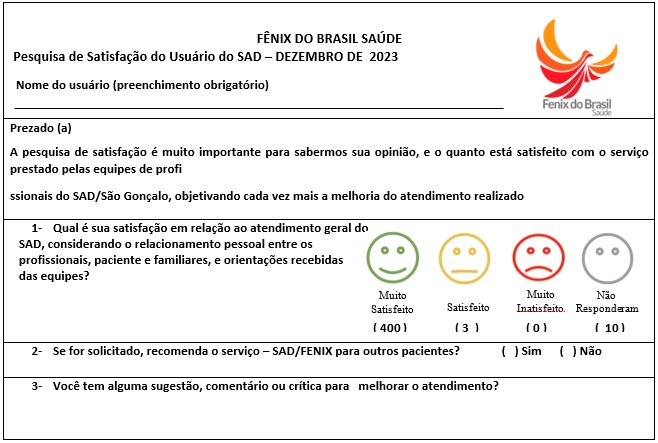 FÊNIX DO BRASIL SAÚDE
Pesquisa de Satisfação do Usuário do SAD – DEZEMBRO DE 2023
Nome do usuário (preenchimento obrigatório)
Fenix do Brasil
Saúde
Prezado (a)
A pesquisa de satisfação é muito importante para sabermos sua opinião, e o quanto está satisfeito com o serviço
prestado pelas equipes de profi
ssionais do SAD/São Gonçalo, objetivando cada vez mais a melhoria do atendimento realizado
1- Qual é sua satisfação em relação ao atendimento geral do
SAD, considerando o relacionamento pessoal entre os
profissionais, paciente e familiares, e orientações recebidas
das equipes?
Muito
Satisfeito
( 400 )
Satisfeito
( 3 )
Muito
Inatisfeito.
( 0 )
Não
Responderam
( 10 )
2- Se for solicitado, recomenda o serviço – SAD/FENIX para outros pacientes? ( ) Sim ( ) Não
3- Você tem alguma sugestão, comentário ou crítica para melhorar o atendimento?